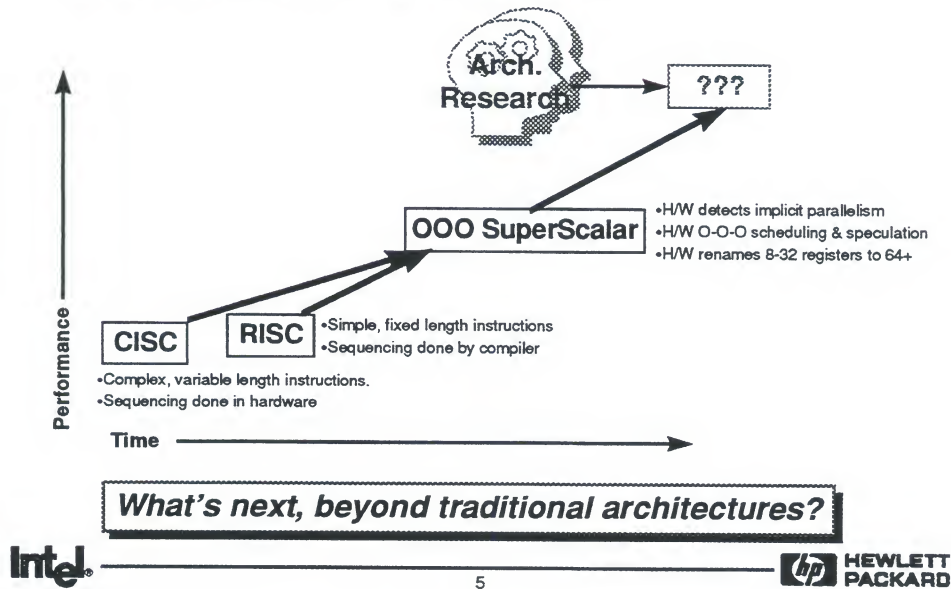 Arch.
Research
???
OOO SuperScalar
•H/W detects implicit parallelism
•H/W O-O-O scheduling & speculation
•H/W renames 8-32 registers to 64+
CISC
RISC
•Simple, fixed length instructions
•Sequencing done by compiler
•Complex, variable length instructions.
•Sequencing done in hardware
Performance
Time
What's next, beyond traditional architectures?
Intel®
5
hp HEWLETT
PACKARD